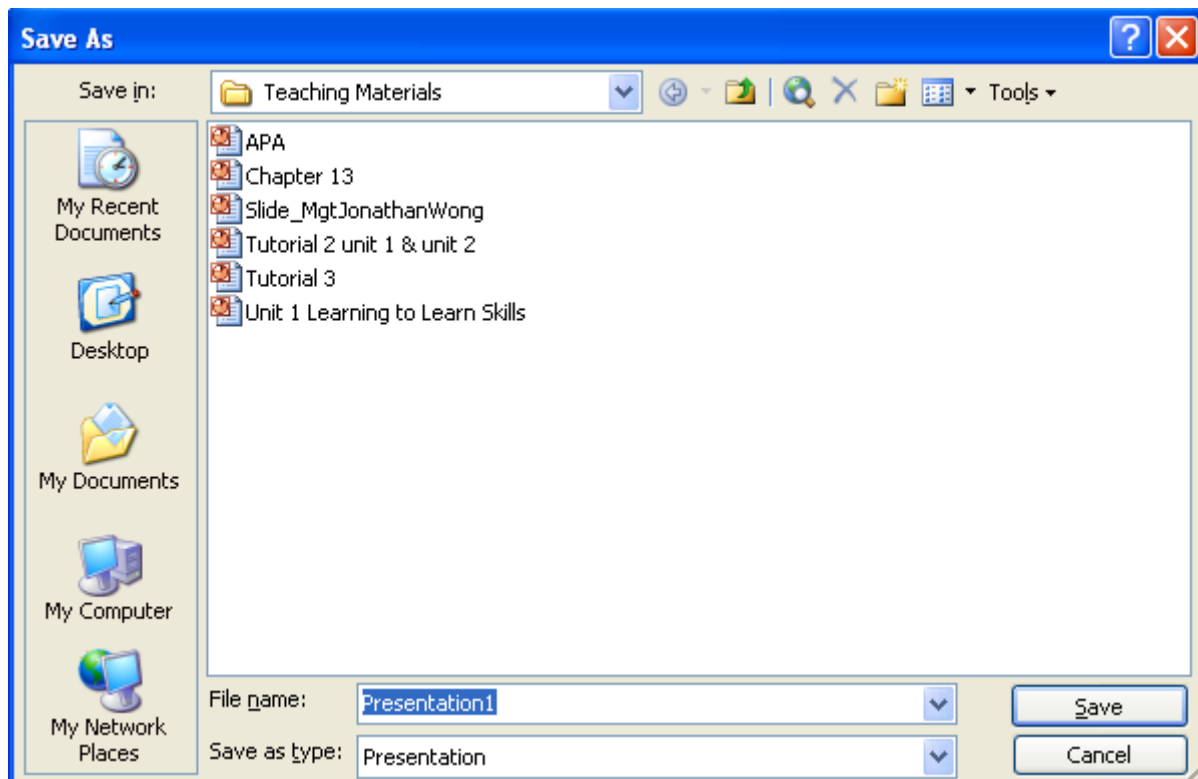 Save As
Save in:
Teaching Materials
Tools
My Recent
Documents
Desktop
My Documents
My Computer
My Network
Places
APA
Chapter 13
Slide_MgtJonathanWong
Tutorial 2 unit 1 & unit 2
Tutorial 3
Unit 1 Learning to Learn Skills
File name:
Presentation1
Save
Save as type:
Presentation
Cancel